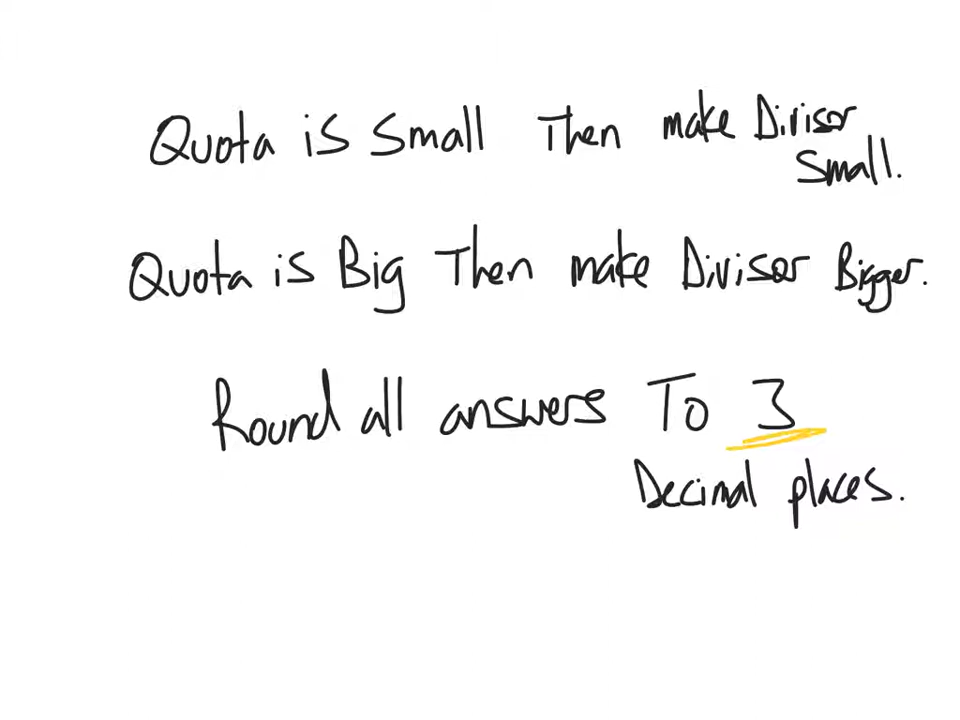 Quota is Small Then make Divisor
Small.
Quota is Big Then make Divisor Bigger.
Round all answers To 3
Decimal places.